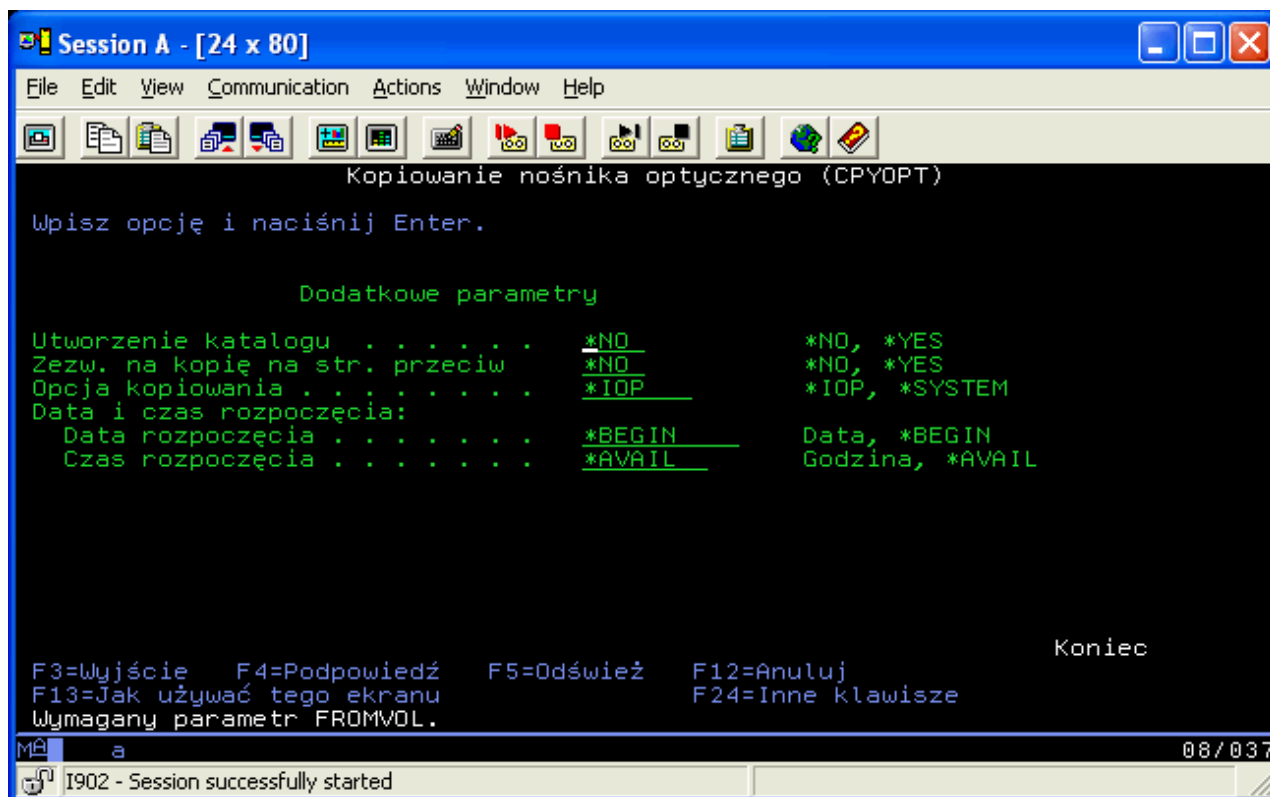 Session A - [24 x 80]
File Edit View Communication Actions Window Help
Kopiowanie nośnika optycznego (CPYOPT)
Wpisz opcję i naciśnij Enter.
Dodatkowe parametry
Utworzenie katalogu . . . . . . *NO *NO, *YES
Zezw. na kopię na str. przeciw *NO *NO, *YES
Opcja kopiowania . . . . . . . . *IOP *IOP, *SYSTEM
Data i czas rozpoczęcia:
Data rozpoczęcia . . . . . . . *BEGIN Data, *BEGIN
Czas rozpoczęcia . . . . . . . *AVAIL Godzina, *AVAIL
Koniec
F3=Wyjście F4=Podpowiedź F5=Odśwież F12=Anuluj
F13=Jak używać tego ekranu F24=Inne klawisze
Wymagany parametr FROMVOL.
MA a 08/037
I902 - Session successfully started